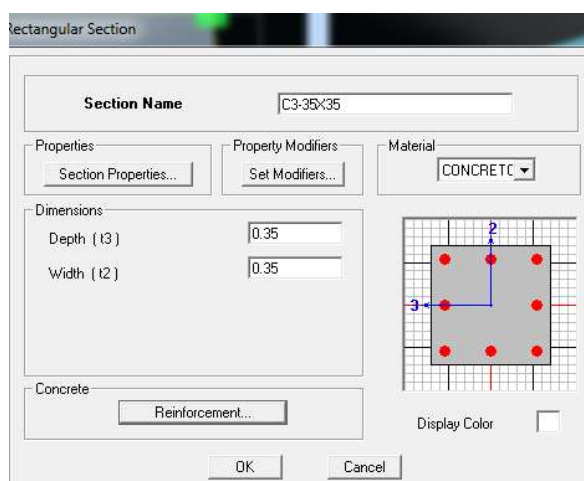 Rectangular Section
Section Name
C3-35X35
Properties
Section Properties...
Property Modifiers
Set Modifiers...
Material
CONCRETC
Dimensions
Depth ( t3 )
0.35
Width ( t2 )
0.35
2
3
Concrete
Reinforcement...
Display Color
OK
Cancel